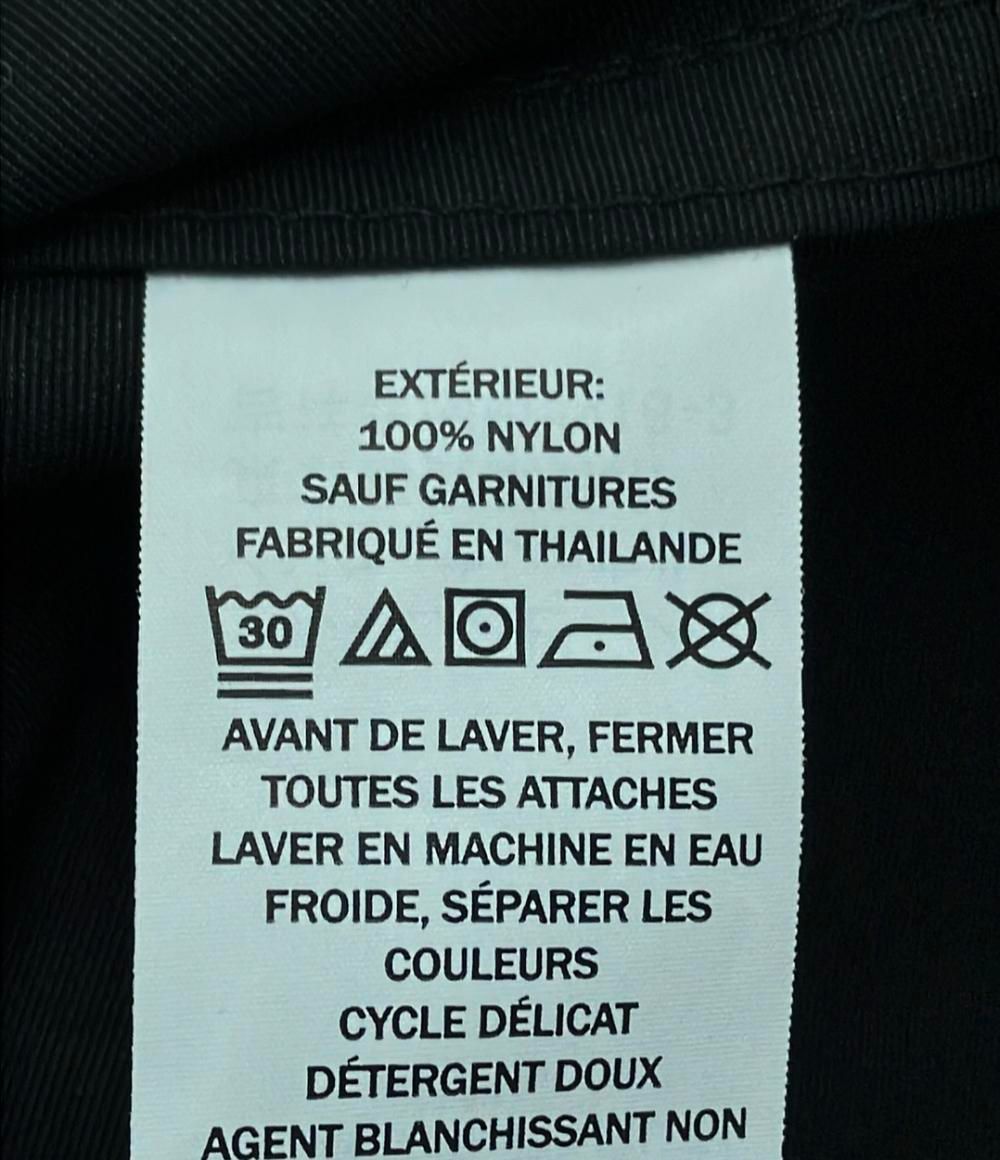 EXTÉRIEUR:
100% NYLON
SAUF GARNITURES
FABRIQUÉ EN THAILANDE
30
AVANT DE LAVER, FERMER
TOUTES LES ATTACHES
LAVER EN MACHINE EN EAU
FROIDE, SÉPARER LES
COULEURS
CYCLE DÉLICAT
DÉTERGENT DOUX
AGENT BLANCHISSANT NON